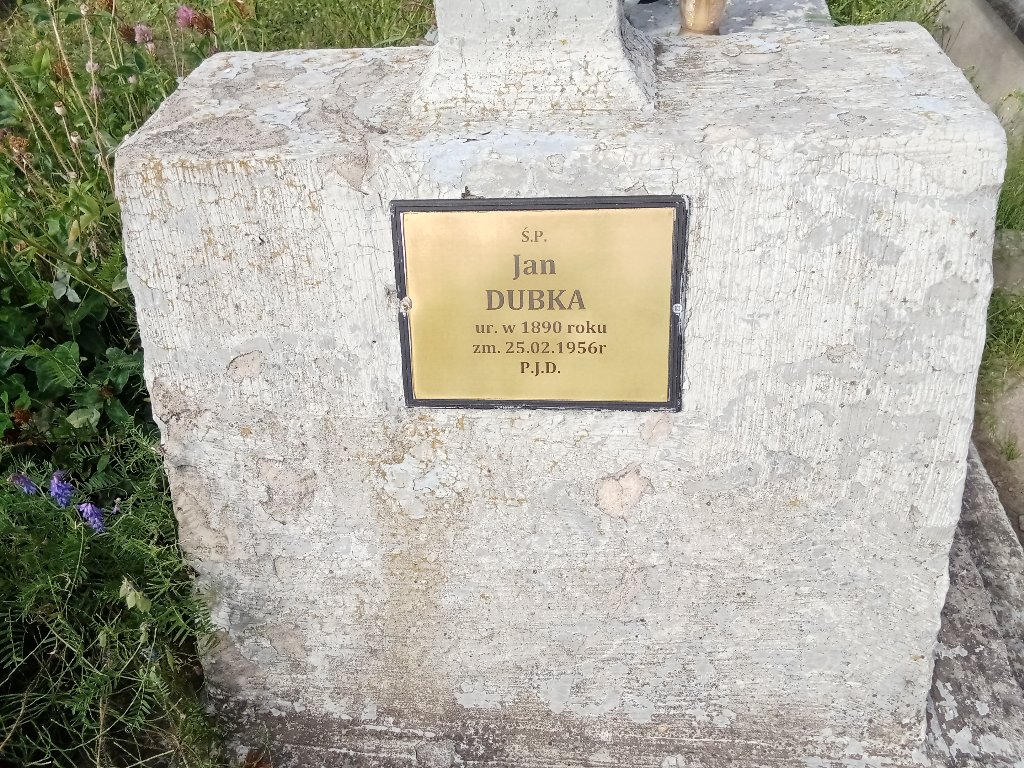 Ś.P.
Jan
DUBKA
ur. w 1890 roku
zm. 25.02.1956r
P.J.D.